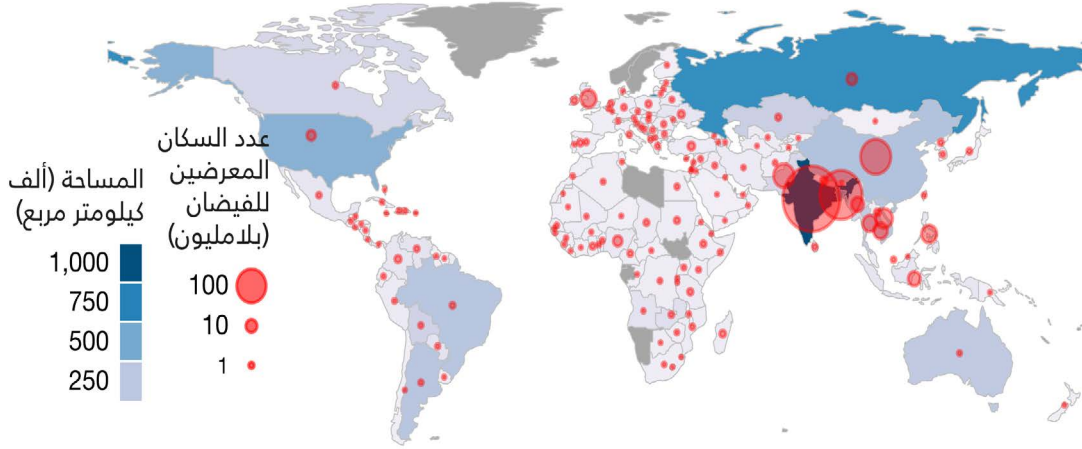 عدد السكان
المعرضين
للفيضان
(بلامليون)
100
10
1
المساحة (ألف
كيلومتر مربع)
1,000
750
500
250